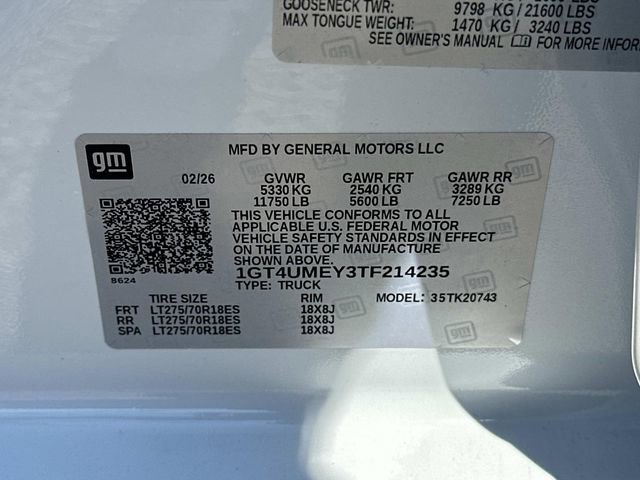 GOOSENECK TWR: 9798 KG/ 21600 LBS
MAX TONGUE WEIGHT: 1470 KG / 3240 LBS
SEE OWNER'S MANUAL FOR MORE INFORMA
gm
MFD BY GENERAL MOTORS LLC
02/26 GVWR GAWR FRT GAWR RR
5330 KG 2540 KG 3289 KG
11750 LB 5600 LB 7250 LB
THIS VEHICLE CONFORMS TO ALL
APPLICABLE U.S. FEDERAL MOTOR
VEHICLE SAFETY STANDARDS IN EFFECT
ON THE DATE OF MANUFACTURE
SHOWN ABOVE.
8624
1GT4UMEY3TF214235
TYPE: TRUCK
TIRE SIZE RIM MODEL: 35TK20743
FRT LT275/70R18ES 18X8J
RR LT275/70R18ES 18X8J
SPA LT275/70R18ES 18X8J